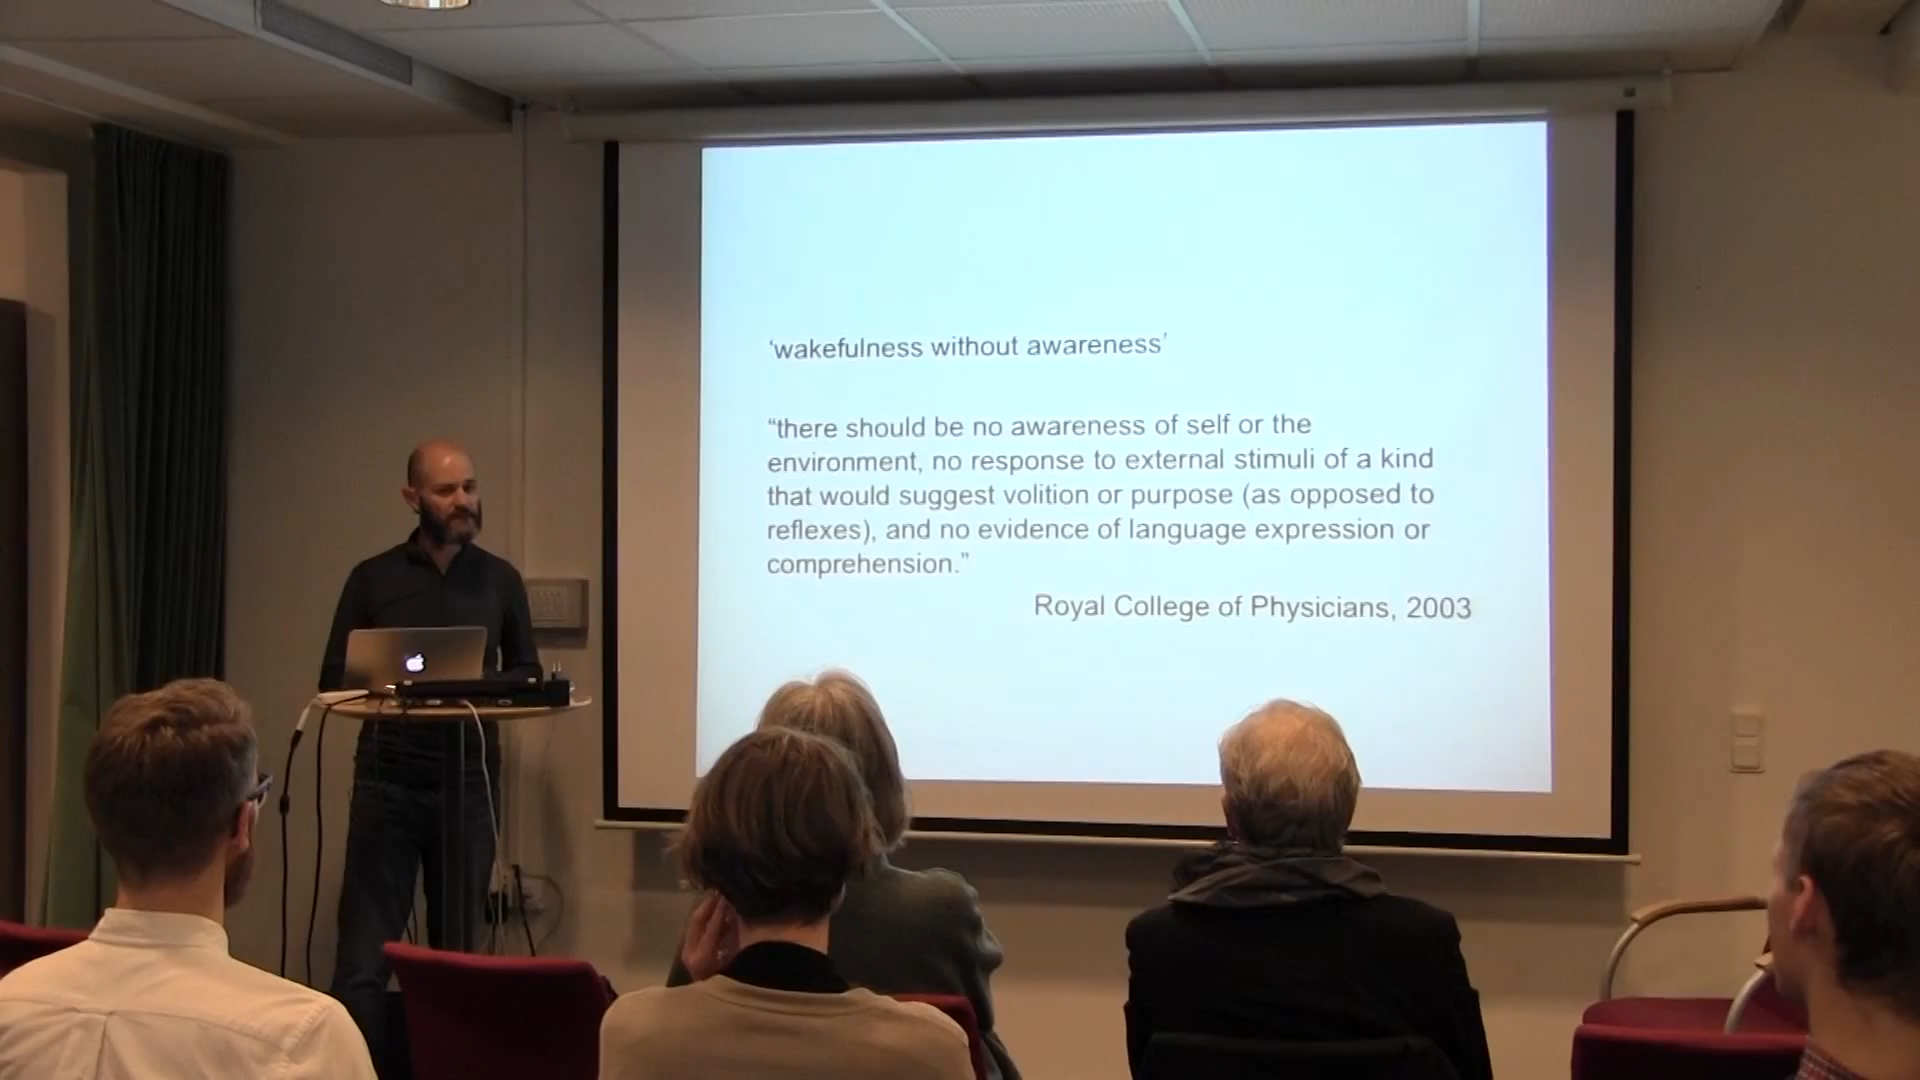 ‘wakefulness without awareness’
“there should be no awareness of self or the
environment, no response to external stimuli of a kind
that would suggest volition or purpose (as opposed to
reflexes), and no evidence of language expression or
comprehension.”
Royal College of Physicians, 2003